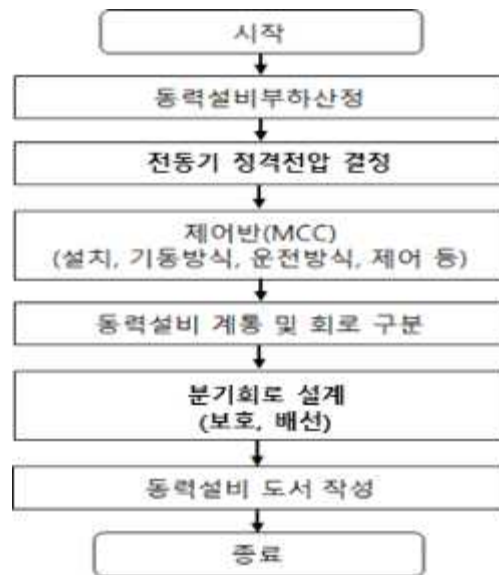 시작
동력설비부하산정
전동기 정격전압 결정
제어반(MCC)
(설치, 기동방식, 운전방식, 제어 등)
동력설비 계통 및 회로 구분
분기회로 설계
(보호, 배선)
동력설비 도서 작성
종료